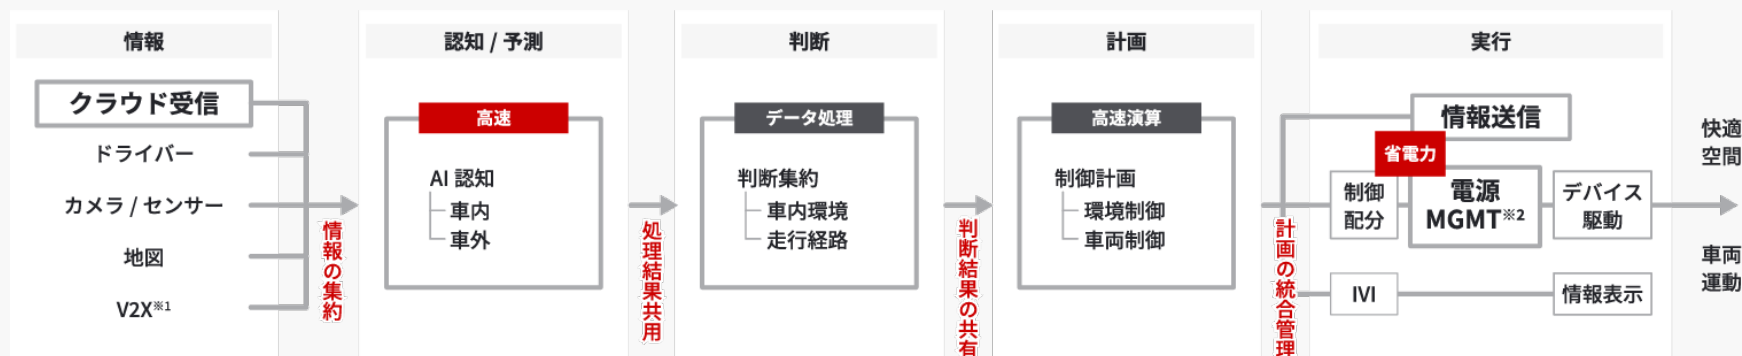 情報
認知 / 予測
判断
計画
実行
クラウド受信
ドライバー
カメラ / センサー
地図
V2X※1
情報の集約
高速
AI 認知
車内
車外
処理結果共用
データ処理
判断集約
車内環境
走行経路
判断結果の共有
高速演算
制御計画
環境制御
車両制御
計画の統合管理
情報送信
省電力
制御
配分
電源
MGMT※2
デバイス
駆動
IVI
情報表示
快適
空間
車両
運動